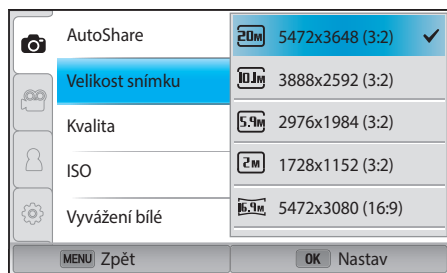 AutoShare
Velikost snímku
Kvalita
ISO
Vyvážení bílé
20M 5472x3648 (3:2)
10.1M 3888x2592 (3:2)
5.9M 2976x1984 (3:2)
2M 1728x1152 (3:2)
16.9M 5472x3080 (16:9)
MENU Zpět
OK Nastav